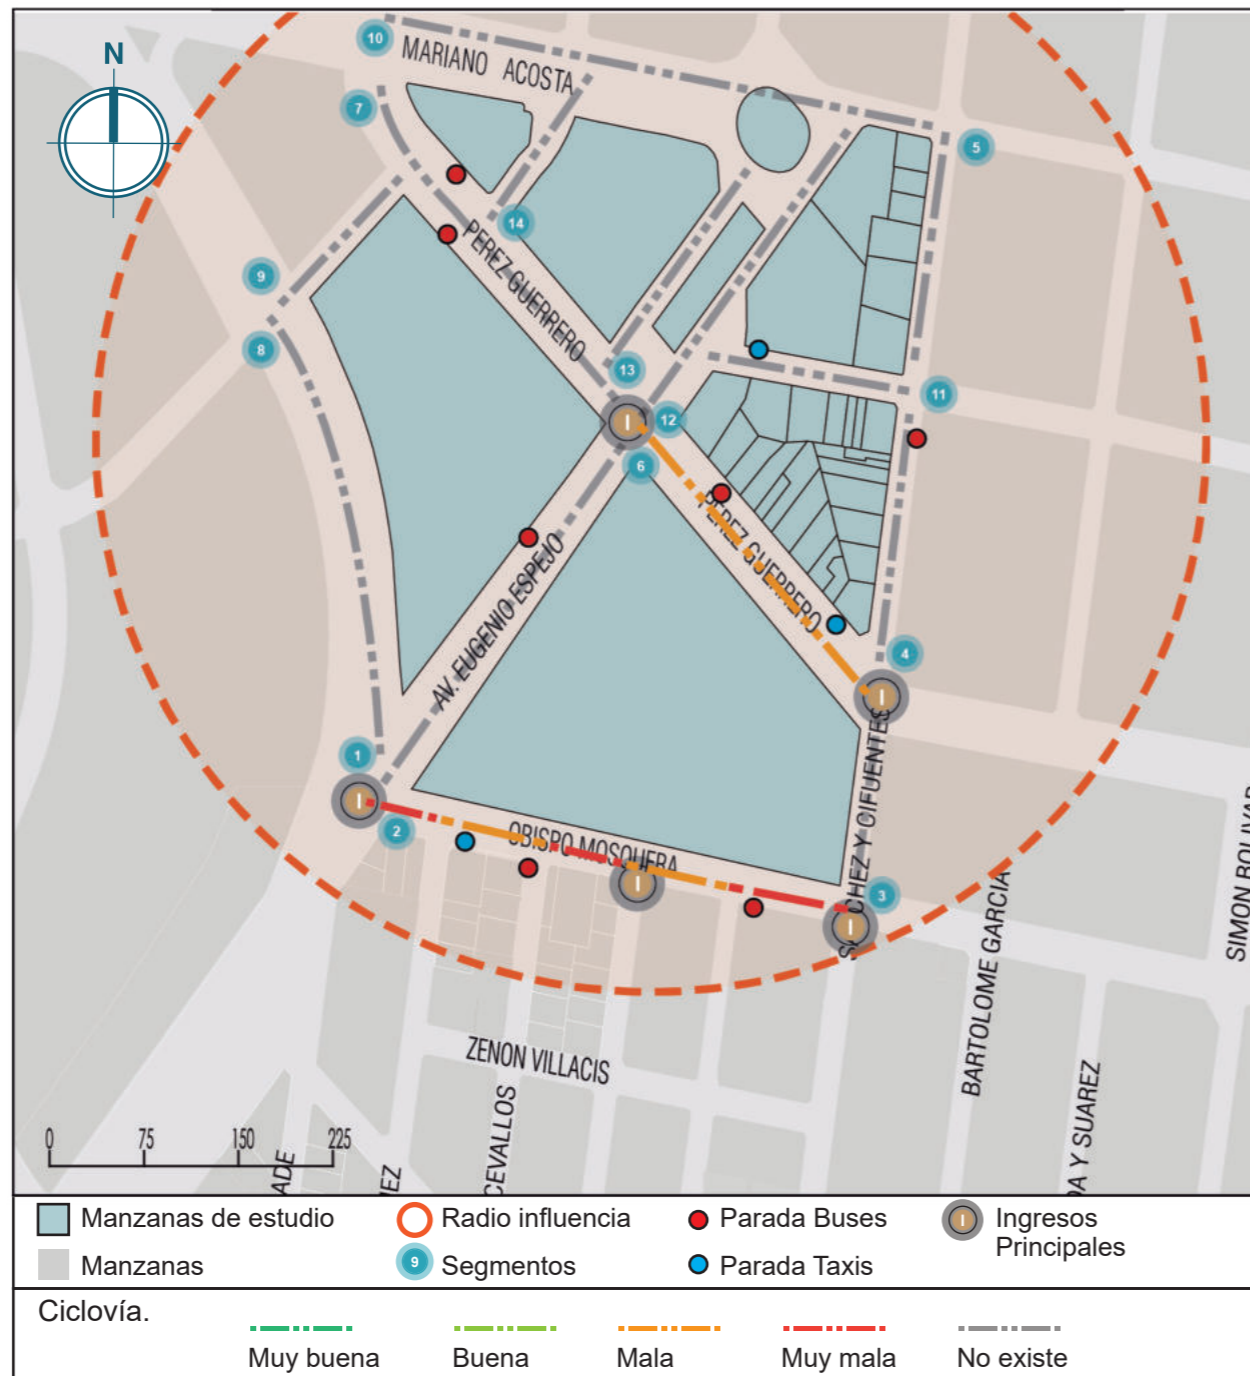 N
10
MARIANO ACOSTA
7
5
14
PEREZ GUERRERO
9
8
13
11
12
6
PEREZ GUERRERO
AV. EUGENIO ESPEJO
4
1
2
OBISPO MOSQUERA
3
SIMON BOLIVAR
BARTOLOME GARCIA
ZENON VILLACIS
CEVALLOS
0 75 150 225
I
I
I
I
I
Manzanas de estudio
Radio influencia
Parada Buses
I
Ingresos
Principales
Manzanas
9
Segmentos
Parada Taxis
Ciclovía.
Muy buena
Buena
Mala
Muy mala
No existe